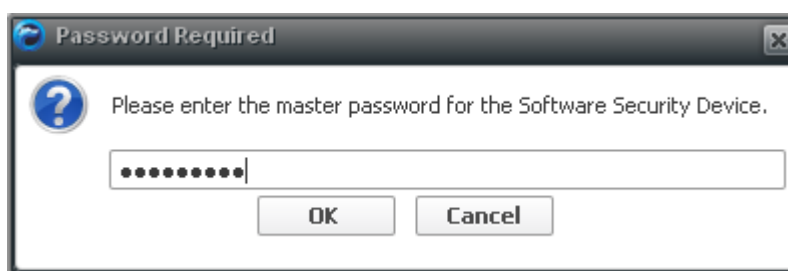 Password Required
Please enter the master password for the Software Security Device.
•••••••••
OK
Cancel